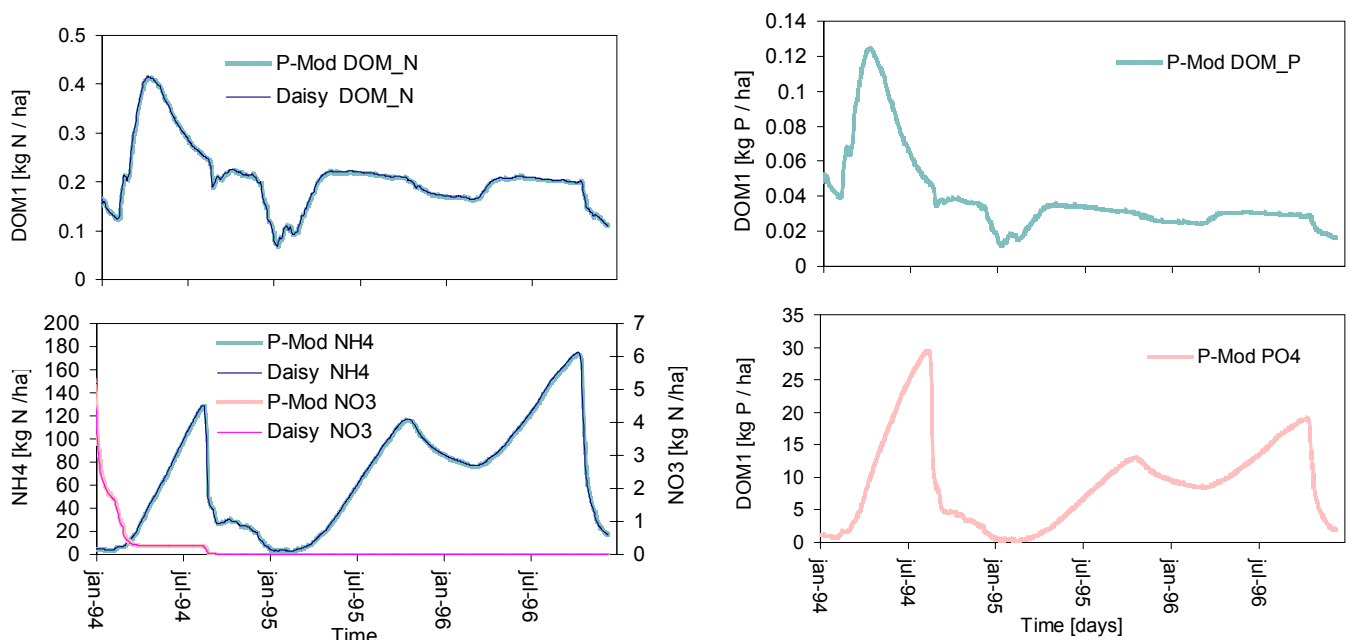 0.5
0.4
0.3
0.2
0.1
0
DOM1 [kg N / ha]
P-Mod DOM_N
Daisy DOM_N
0.14
0.12
0.10
0.08
0.06
0.04
0.02
0
DOM1 [kg P / ha]
P-Mod DOM_P
200
180
160
140
120
100
80
60
40
20
0
NH4 [kg N /ha]
P-Mod NH4
Daisy NH4
P-Mod NO3
Daisy NO3
7
6
5
4
3
2
1
0
NO3 [kg N /ha]
jan-94
jul-94
jan-95
jul-95
jan-96
jul-96
Time
35
30
25
20
15
10
5
0
DOM1 [kg P / ha]
P-Mod PO4
jan-94
jul-94
jan-95
jul-95
jan-96
jul-96
Time [days]